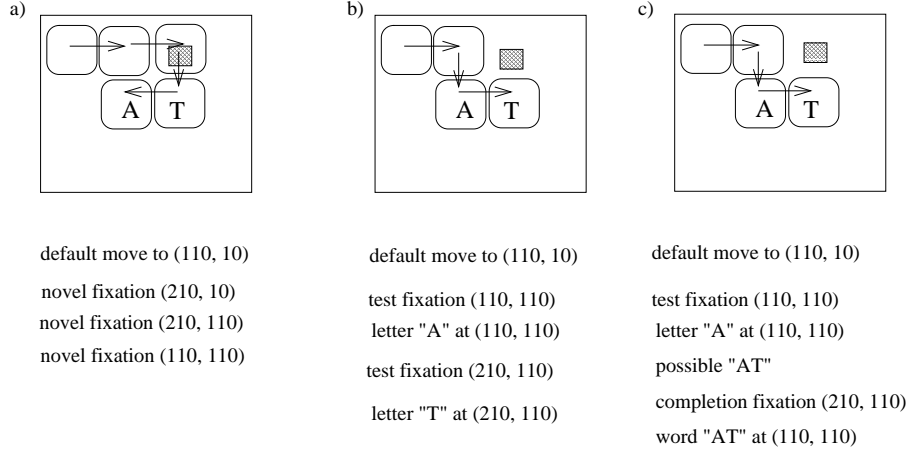 a)
A T
default move to (110, 10)
novel fixation (210, 10)
novel fixation (210, 110)
novel fixation (110, 110)
b)
A T
default move to (110, 10)
test fixation (110, 110)
letter "A" at (110, 110)
test fixation (210, 110)
letter "T" at (210, 110)
c)
A T
default move to (110, 10)
test fixation (110, 110)
letter "A" at (110, 110)
possible "AT"
completion fixation (210, 110)
word "AT" at (110, 110)